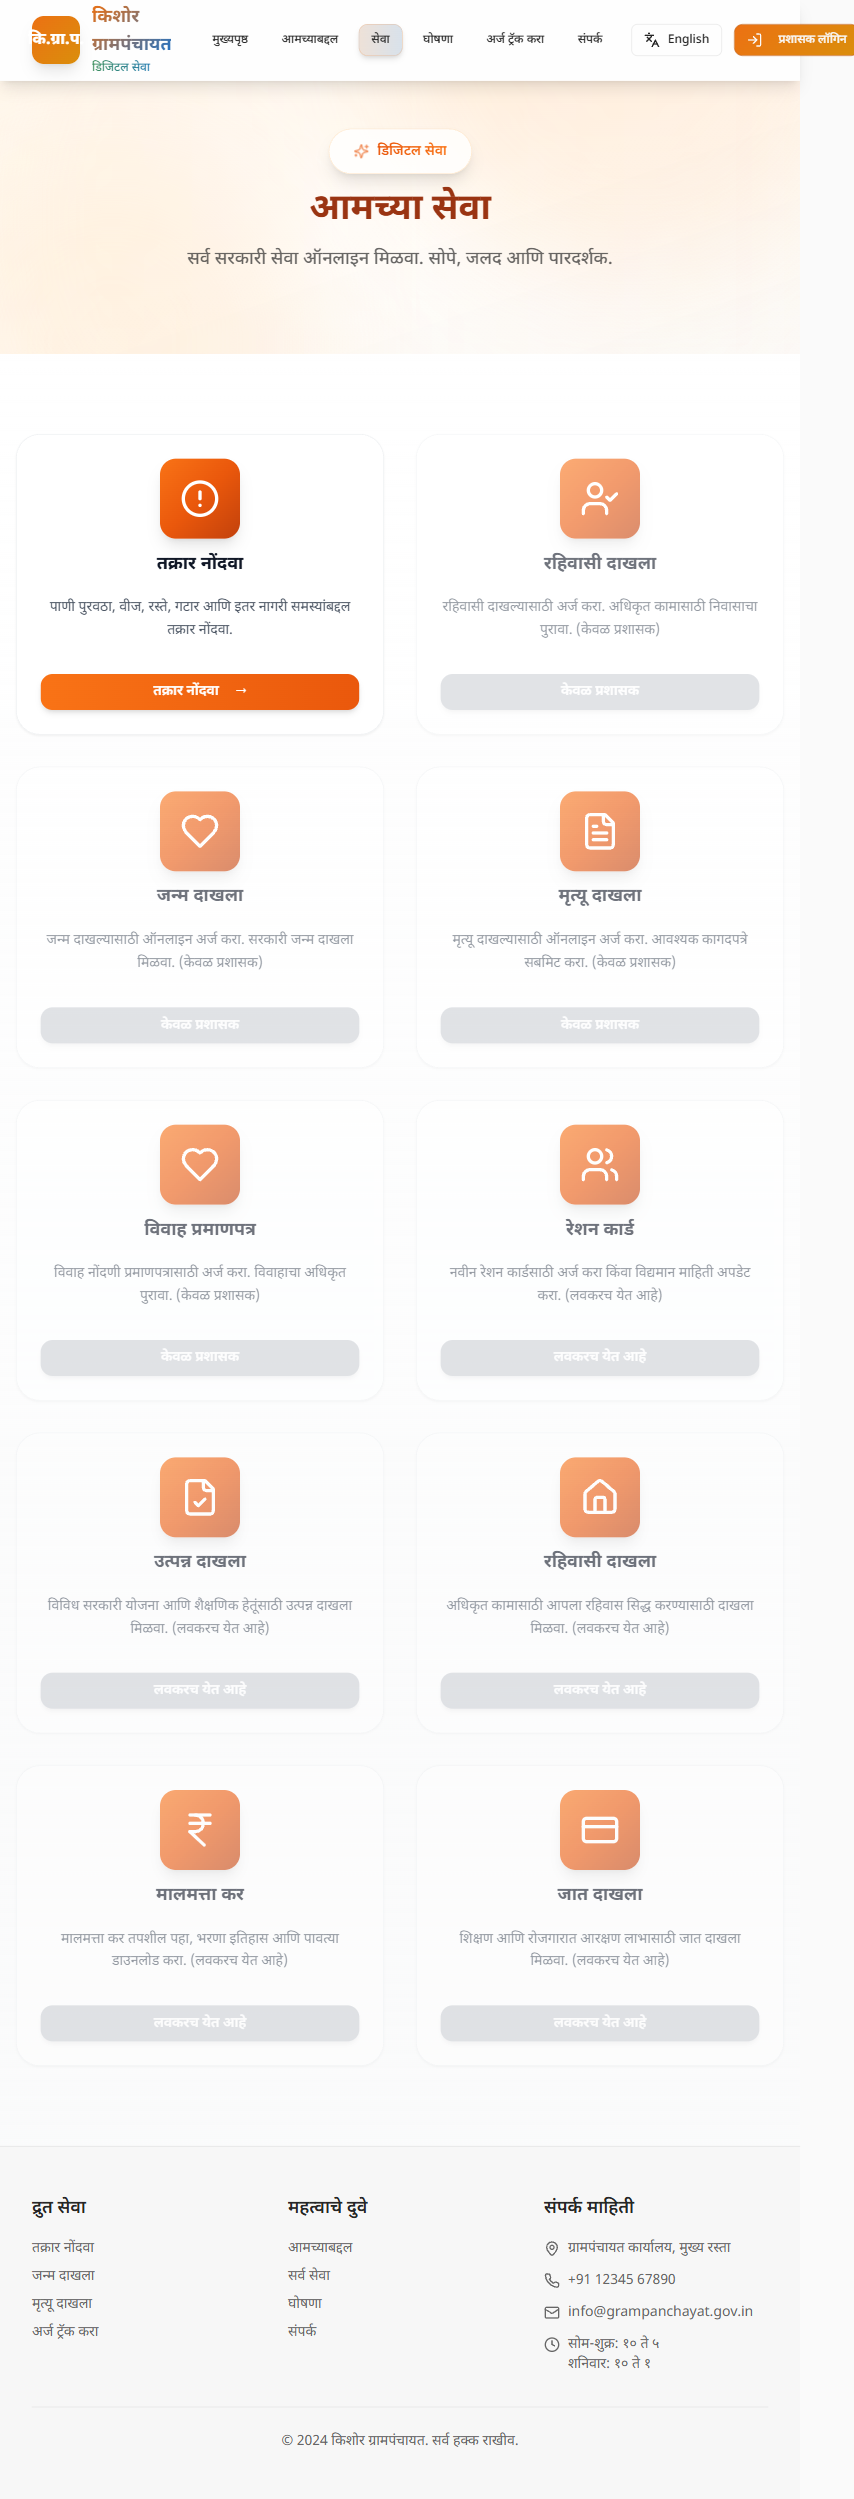 कि.ग्रा.प
किशोर
ग्रामपंचायत
डिजिटल सेवा
मुख्यपृष्ठ
आमच्याबद्दल
सेवा
घोषणा
अर्ज ट्रॅक करा
संपर्क
English
प्रशासक लॉगिन
डिजिटल सेवा
आमच्या सेवा
सर्व सरकारी सेवा ऑनलाइन मिळवा. सोपे, जलद आणि पारदर्शक.
तक्रार नोंदवा
पाणी पुरवठा, वीज, रस्ते, गटार आणि इतर नागरी समस्यांबद्दल
तक्रार नोंदवा.
तक्रार नोंदवा →
रहिवासी दाखला
रहिवासी दाखल्यासाठी अर्ज करा. अधिकृत कामासाठी निवासाचा
पुरावा. (केवळ प्रशासक)
केवळ प्रशासक
जन्म दाखला
जन्म दाखल्यासाठी ऑनलाइन अर्ज करा. सरकारी जन्म दाखला
मिळवा. (केवळ प्रशासक)
केवळ प्रशासक
मृत्यू दाखला
मृत्यू दाखल्यासाठी ऑनलाइन अर्ज करा. आवश्यक कागदपत्रे
सबमिट करा. (केवळ प्रशासक)
केवळ प्रशासक
विवाह प्रमाणपत्र
विवाह नोंदणी प्रमाणपत्रासाठी अर्ज करा. विवाहाचा अधिकृत
पुरावा. (केवळ प्रशासक)
केवळ प्रशासक
रेशन कार्ड
नवीन रेशन कार्डसाठी अर्ज करा किंवा विद्यमान माहिती अपडेट
करा. (लवकरच येत आहे)
लवकरच येत आहे
उत्पन्न दाखला
विविध सरकारी योजना आणि शैक्षणिक हेतूंसाठी उत्पन्न दाखला
मिळवा. (लवकरच येत आहे)
लवकरच येत आहे
रहिवासी दाखला
अधिकृत कामासाठी आपला रहिवास सिद्ध करण्यासाठी दाखला
मिळवा. (लवकरच येत आहे)
लवकरच येत आहे
मालमत्ता कर
मालमत्ता कर तपशील पहा, भरणा इतिहास आणि पावत्या
डाउनलोड करा. (लवकरच येत आहे)
लवकरच येत आहे
जात दाखला
शिक्षण आणि रोजगारात आरक्षण लाभासाठी जात दाखला
मिळवा. (लवकरच येत आहे)
लवकरच येत आहे
द्रुत सेवा
तक्रार नोंदवा
जन्म दाखला
मृत्यू दाखला
अर्ज ट्रॅक करा
महत्वाचे दुवे
आमच्याबद्दल
सर्व सेवा
घोषणा
संपर्क
संपर्क माहिती
ग्रामपंचायत कार्यालय, मुख्य रस्ता
+91 12345 67890
info@grampanchayat.gov.in
सोम-शुक्र: १० ते ५
शनिवार: १० ते १
© 2024 किशोर ग्रामपंचायत. सर्व हक्क राखीव.